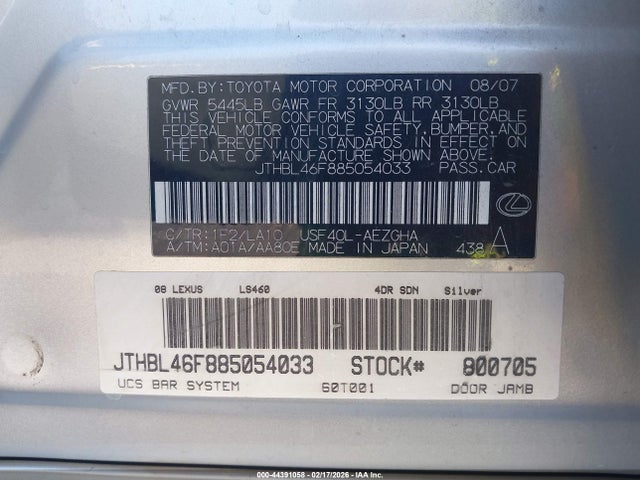 MFD.BY:TOYOTA MOTOR CORPORATION 08/07
GVWR 5445LB GAWR FR 3130LB RR 3130LB
THIS VEHICLE CONFORMS TO ALL APPLICABLE
FEDERAL MOTOR VEHICLE SAFETY,BUMPER,AND
THEFT PREVENTION STANDARDS IN EFFECT ON
THE DATE OF MANUFACTURE SHOWN ABOVE.
JTHBL46F885054033 PASS.CAR
C/TR:1F2/LA10 USF40L-AEZGHA
A/TM:A01A/AA80E MADE IN JAPAN 438 A
08 LEXUS LS460 4DR SDN Silver
JTHBL46F885054033 STOCK# 800705
UCS BAR SYSTEM 60T001 DOOR JAMB
000-44391058 - 02/17/2026 - IAA Inc.